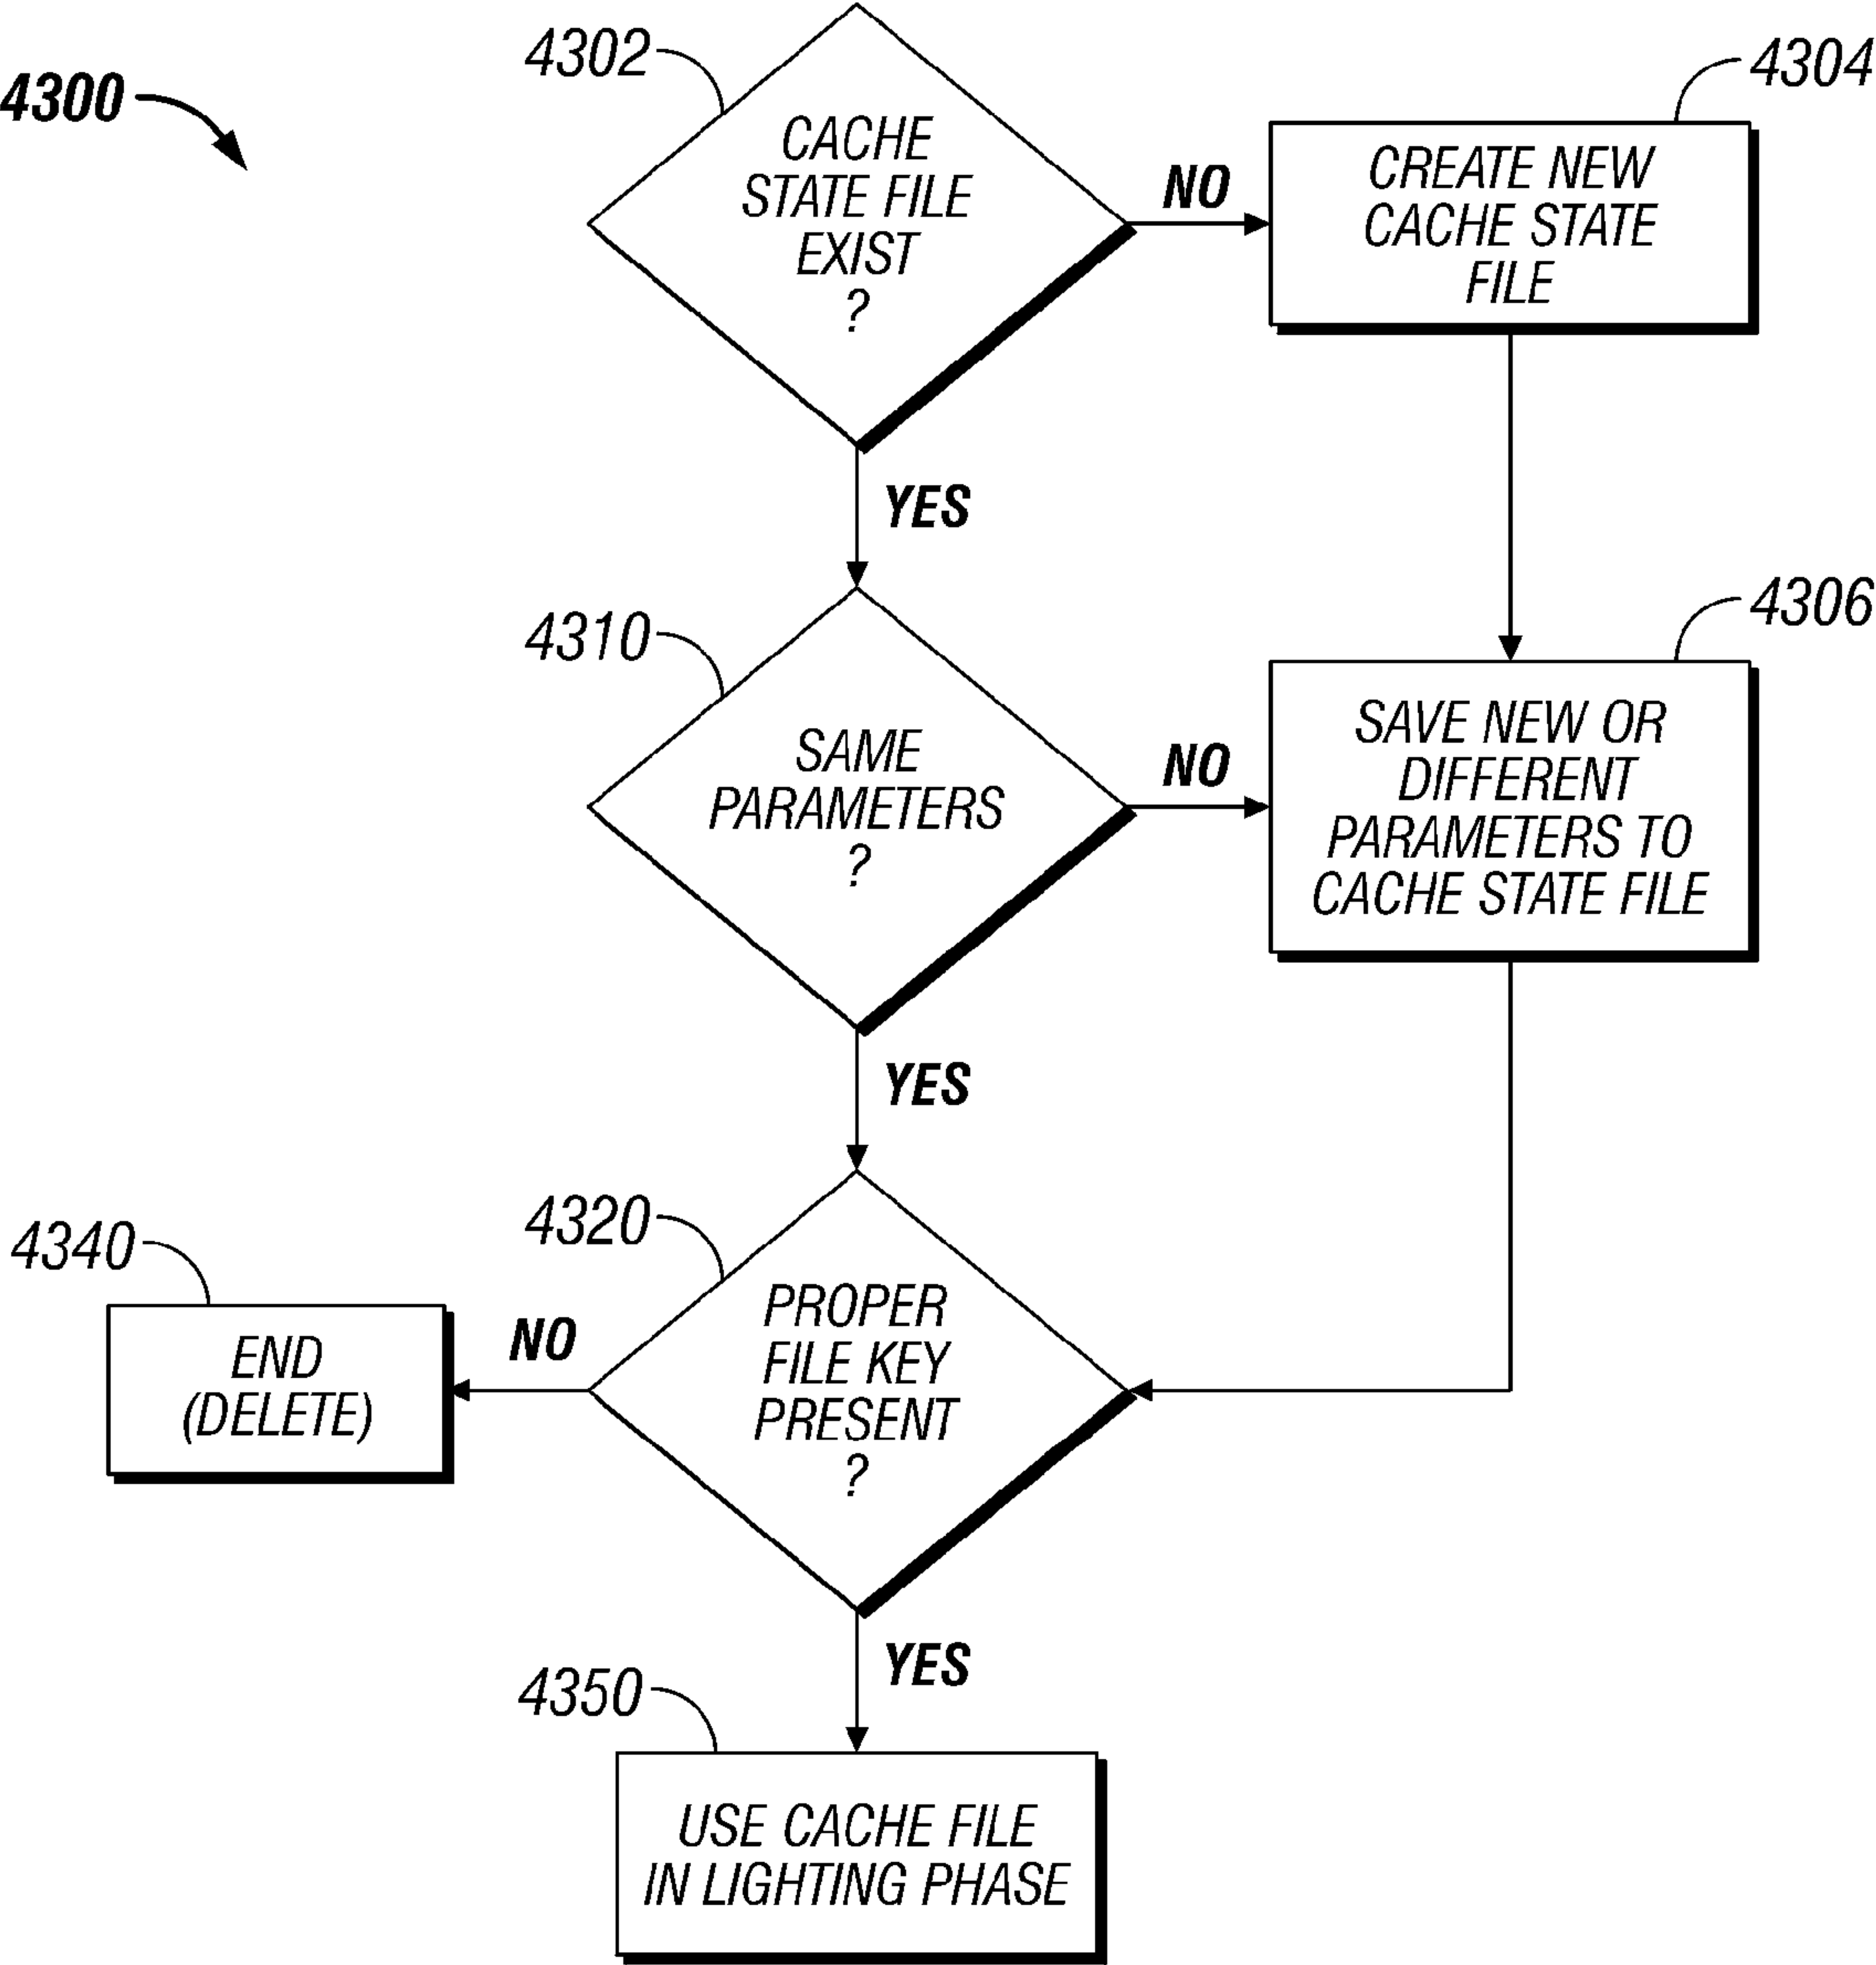 4300
4302
CACHE
STATE FILE
EXIST
?
NO
4304
CREATE NEW
CACHE STATE
FILE
YES
4310
SAME
PARAMETERS
?
NO
4306
SAVE NEW OR
DIFFERENT
PARAMETERS TO
CACHE STATE FILE
YES
4320
PROPER
FILE KEY
PRESENT
?
NO
4340
END
(DELETE)
YES
4350
USE CACHE FILE
IN LIGHTING PHASE